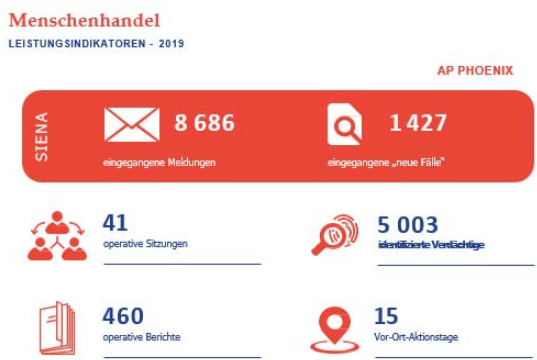 Menschenhandel
LEISTUNGSINDIKATOREN - 2019
AP PHOENIX
SIENA
8 686
eingegangene Meldungen
1 427
eingegangene „neue Fälle“
41
operative Sitzungen
5 003
identifizierte Verdächtige
460
operative Berichte
15
Vor-Ort-Aktionstage